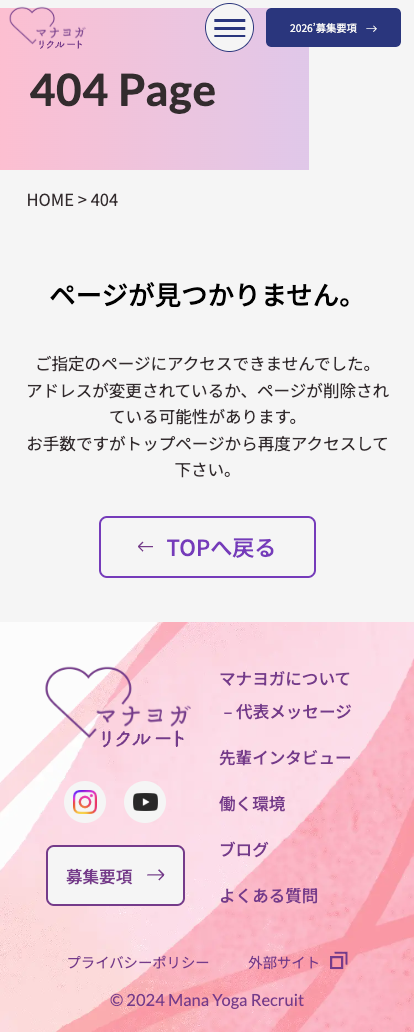 マナヨガ
リクルート
2026'募集要項 →
404 Page
HOME > 404
ページが見つかりません。
ご指定のページにアクセスできませんでした。
アドレスが変更されているか、ページが削除され
ている可能性があります。
お手数ですがトップページから再度アクセスして
下さい。
← TOPへ戻る
マナヨガ
リクルート
募集要項 →
マナヨガについて
– 代表メッセージ
先輩インタビュー
働く環境
ブログ
よくある質問
プライバシーポリシー
外部サイト
© 2024 Mana Yoga Recruit